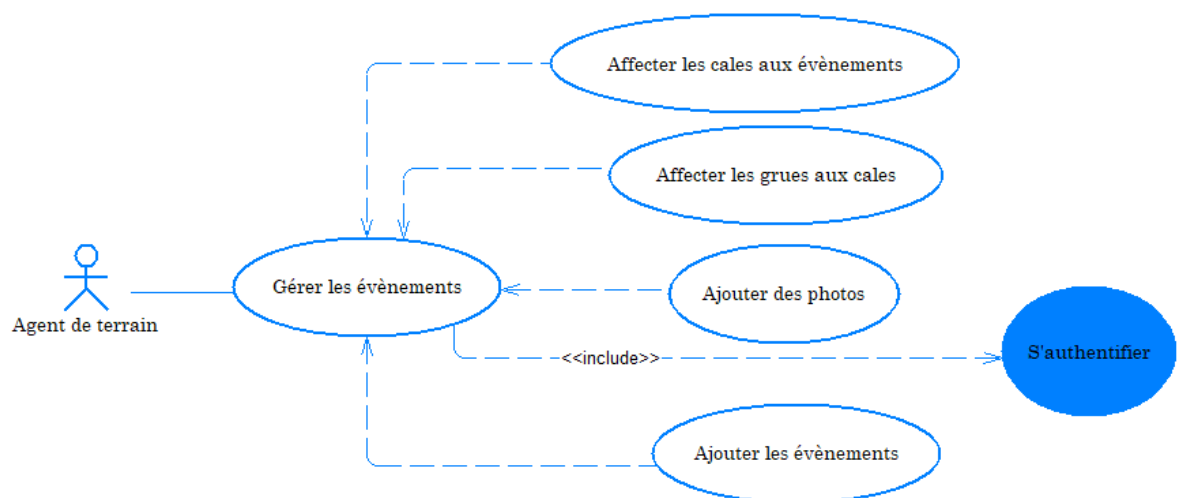 Affecter les cales aux évènements
Affecter les grues aux cales
Gérer les évènements
Ajouter des photos
Agent de terrain
<<include>>
S'authentifier
Ajouter les évènements